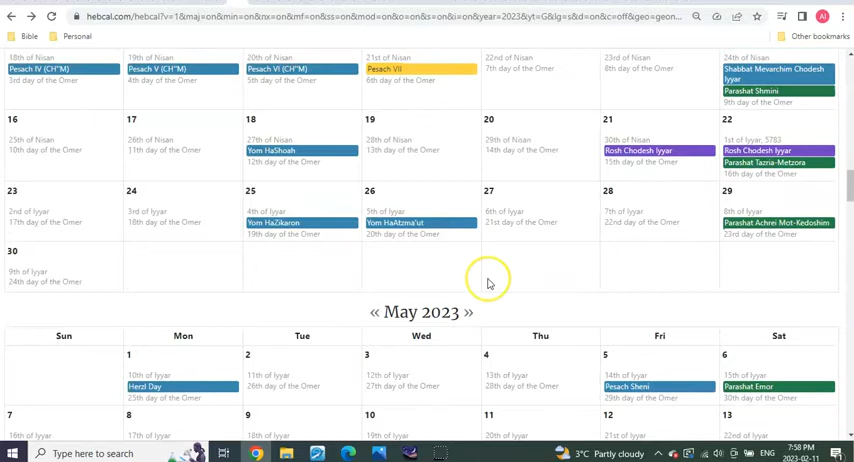 hebcal.com/hebcal?v=1&maj=on&min=on&nx=on&mf=on&ss=on&mod=on&o=on&s=on&i=on&year=2023&yt=G&lg=s&d=on&c=off&geo=geon...
AI
Bible Personal Other bookmarks
18th of Nisan 19th of Nisan 20th of Nisan 21st of Nisan 22nd of Nisan 23rd of Nisan 24th of Nisan
Pesach IV (CH''M) Pesach V (CH''M) Pesach VI (CH''M) Pesach VII 7th day of the Omer 8th day of the Omer Shabbat Mevarchim Chodesh
Iyyar
3rd day of the Omer 4th day of the Omer 5th day of the Omer 6th day of the Omer Parashat Shmini
9th day of the Omer
16 17 18 19 20 21 22
25th of Nisan 26th of Nisan 27th of Nisan 28th of Nisan 29th of Nisan 30th of Nisan 1st of Iyyar, 5783
10th day of the Omer 11th day of the Omer Yom HaShoah 13th day of the Omer 14th day of the Omer Rosh Chodesh Iyyar Rosh Chodesh Iyyar
12th day of the Omer 15th day of the Omer Parashat Tazria-Metzora
16th day of the Omer
23 24 25 26 27 28 29
2nd of Iyyar 3rd of Iyyar 4th of Iyyar 5th of Iyyar 6th of Iyyar 7th of Iyyar 8th of Iyyar
17th day of the Omer 18th day of the Omer Yom HaZikaron Yom HaAtzma'ut 21st day of the Omer 22nd day of the Omer Parashat Achrei Mot-Kedoshim
19th day of the Omer 20th day of the Omer 23rd day of the Omer
30
9th of Iyyar
24th day of the Omer
« May 2023 »
Sun Mon Tue Wed Thu Fri Sat
1 2 3 4 5 6
10th of Iyyar 11th of Iyyar 12th of Iyyar 13th of Iyyar 14th of Iyyar 15th of Iyyar
Herzl Day 26th day of the Omer 27th day of the Omer 28th day of the Omer Pesach Sheni Parashat Emor
25th day of the Omer 29th day of the Omer 30th day of the Omer
7 8 9 10 11 12 13
16th of Iyyar 17th of Iyyar 18th of Iyyar 19th of Iyyar 20th of Iyyar 21st of Iyyar 22nd of Iyyar
Type here to search 3°C Partly cloudy ENG 7:58 PM
2023-02-11